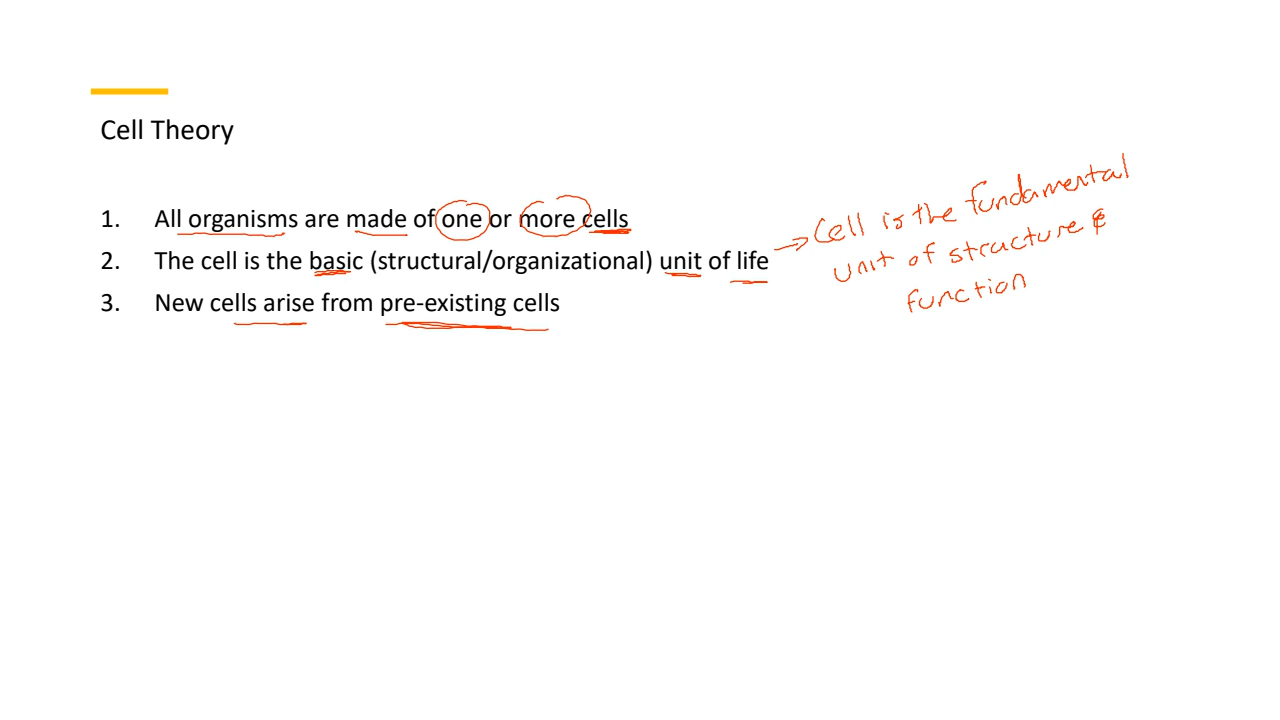 Cell Theory
1. All organisms are made of one or more cells
2. The cell is the basic (structural/organizational) unit of life
3. New cells arise from pre-existing cells
→ Cell is the fundamental
unit of structure &
function